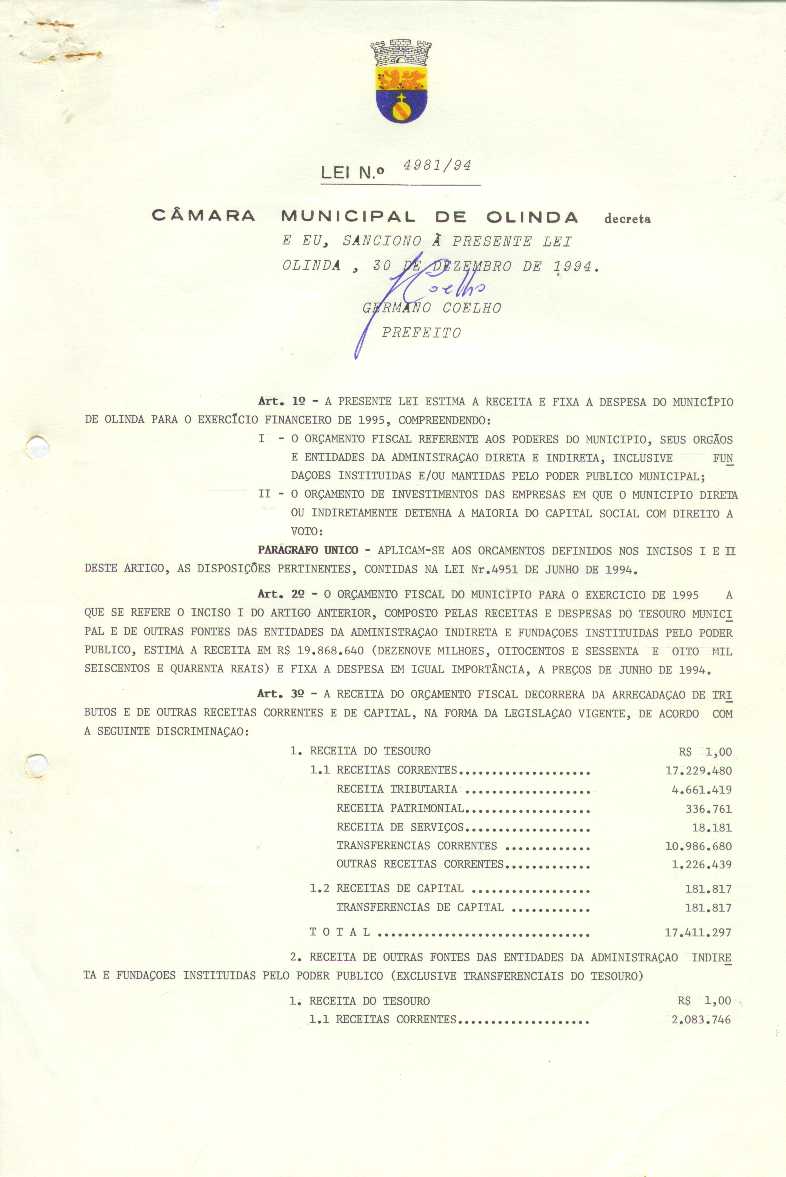 LEI N.º 4981/94
CÂMARA MUNICIPAL DE OLINDA decreta
E EU, SANCIONO À PRESENTE LEI
OLINDA , 30 DE DEZEMBRO DE 1994.
Coelho
GERMANO COELHO
PREFEITO
Art. 1º - A PRESENTE LEI ESTIMA A RECEITA E FIXA A DESPESA DO MUNICÍPIO
DE OLINDA PARA O EXERCÍCIO FINANCEIRO DE 1995, COMPREENDENDO:
I - O ORÇAMENTO FISCAL REFERENTE AOS PODERES DO MUNICIPIO, SEUS ORGÃOS
E ENTIDADES DA ADMINISTRAÇAO DIRETA E INDIRETA, INCLUSIVE FUN
DAÇOES INSTITUIDAS E/OU MANTIDAS PELO PODER PUBLICO MUNICIPAL;
II - O ORÇAMENTO DE INVESTIMENTOS DAS EMPRESAS EM QUE O MUNICIPIO DIRETA
OU INDIRETAMENTE DETENHA A MAIORIA DO CAPITAL SOCIAL COM DIREITO A
VOTO:
PARÁGRAFO UNICO - APLICAM-SE AOS ORCAMENTOS DEFINIDOS NOS INCISOS I E II
DESTE ARTIGO, AS DISPOSIÇÕES PERTINENTES, CONTIDAS NA LEI Nr.4951 DE JUNHO DE 1994.
Art. 2º - O ORÇAMENTO FISCAL DO MUNICÍPIO PARA O EXERCICIO DE 1995 A
QUE SE REFERE O INCISO I DO ARTIGO ANTERIOR, COMPOSTO PELAS RECEITAS E DESPESAS DO TESOURO MUNICI
PAL E DE OUTRAS FONTES DAS ENTIDADES DA ADMINISTRAÇAO INDIRETA E FUNDAÇOES INSTITUIDAS PELO PODER
PUBLICO, ESTIMA A RECEITA EM R$ 19.868.640 (DEZENOVE MILHOES, OITOCENTOS E SESSENTA E OITO MIL
SEISCENTOS E QUARENTA REAIS) E FIXA A DESPESA EM IGUAL IMPORTÂNCIA, A PREÇOS DE JUNHO DE 1994.
Art. 3º - A RECEITA DO ORÇAMENTO FISCAL DECORRERA DA ARRECADAÇAO DE TRI
BUTOS E DE OUTRAS RECEITAS CORRENTES E DE CAPITAL, NA FORMA DA LEGISLAÇAO VIGENTE, DE ACORDO COM
A SEGUINTE DISCRIMINAÇAO:
1. RECEITA DO TESOURO R$ 1,00
1.1 RECEITAS CORRENTES.................... 17.229.480
RECEITA TRIBUTARIA ................... 4.661.419
RECEITA PATRIMONIAL................... 336.761
RECEITA DE SERVIÇOS................... 18.181
TRANSFERENCIAS CORRENTES ............. 10.986.680
OUTRAS RECEITAS CORRENTES............. 1.226.439
1.2 RECEITAS DE CAPITAL .................. 181.817
TRANSFERENCIAS DE CAPITAL ............ 181.817
T O T A L ................................ 17.411.297
2. RECEITA DE OUTRAS FONTES DAS ENTIDADES DA ADMINISTRAÇAO INDIRE
TA E FUNDAÇOES INSTITUIDAS PELO PODER PUBLICO (EXCLUSIVE TRANSFERENCIAIS DO TESOURO)
1. RECEITA DO TESOURO R$ 1,00
1.1 RECEITAS CORRENTES.................... 2.083.746